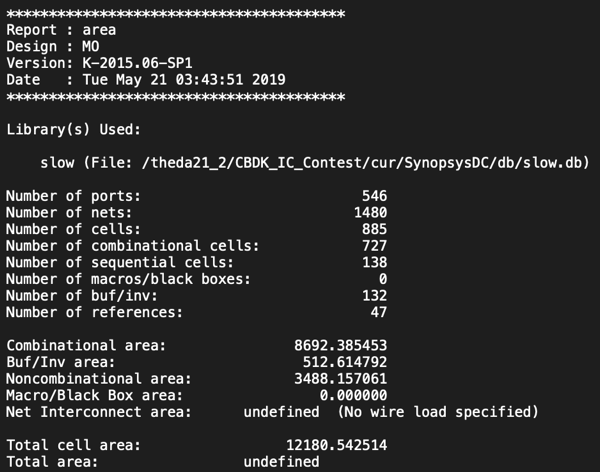 ****************************************
Report : area
Design : MO
Version: K-2015.06-SP1
Date   : Tue May 21 03:43:51 2019
****************************************

Library(s) Used:

    slow (File: /theda21_2/CBDK_IC_Contest/cur/SynopsysDC/db/slow.db)

Number of ports:                          546
Number of nets:                          1480
Number of cells:                          885
Number of combinational cells:            727
Number of sequential cells:               138
Number of macros/black boxes:               0
Number of buf/inv:                        132
Number of references:                      47

Combinational area:               8692.385453
Buf/Inv area:                      512.614792
Noncombinational area:            3488.157061
Macro/Black Box area:                0.000000
Net Interconnect area:      undefined  (No wire load specified)

Total cell area:                 12180.542514
Total area:                 undefined